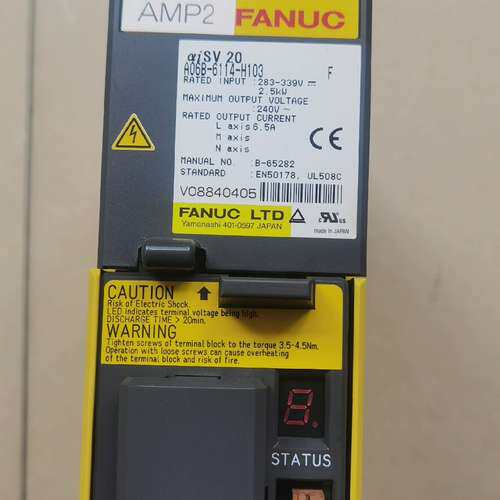 AMP2 FANUC
αiSV 20
A06B-6114-H103 F
RATED INPUT :283-339V⎓
2.5kW
MAXIMUM OUTPUT VOLTAGE
:240V~
RATED OUTPUT CURRENT
L axis 6.5A
M axis
N axis
CE
MANUAL NO. :B-65282
STANDARD :EN50178, UL508C
V08840405
FANUC LTD
Yamanashi 401-0597 JAPAN
c UL us
made in JAPAN
CAUTION
Risk of Electric Shock.
LED indicates terminal voltage being high.
DISCHARGE TIME > 20min.
WARNING
Tighten screws of terminal block to the torque 3.5-4.5Nm.
Operation with loose screws can cause overheating
of the terminal block and risk of fire.
8.
STATUS